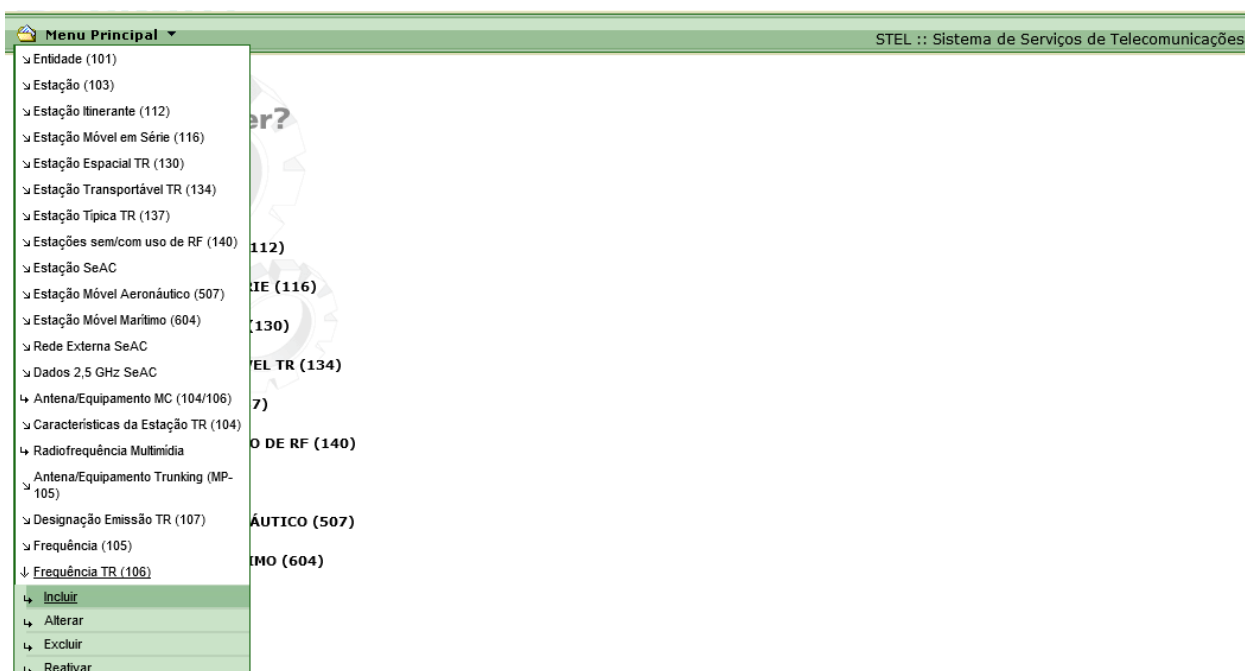 Menu Principal
STEL :: Sistema de Serviços de Telecomunicações
Entidade (101)
Estação (103)
Estação Itinerante (112)
er?
Estação Móvel em Série (116)
Estação Espacial TR (130)
Estação Transportável TR (134)
Estação Típica TR (137)
Estações sem/com uso de RF (140)
112)
Estação SeAC
RIE (116)
Estação Móvel Aeronáutico (507)
Estação Móvel Marítimo (604)
(130)
Rede Externa SeAC
VEL TR (134)
Dados 2,5 GHz SeAC
Antena/Equipamento MC (104/106)
7)
Características da Estação TR (104)
O DE RF (140)
Radiofrequência Multimídia
Antena/Equipamento Trunking (MP-
105)
Designação Emissão TR (107)
ÁUTICO (507)
Frequência (105)
IMO (604)
Frequência TR (106)
Incluir
Alterar
Excluir
Reativar